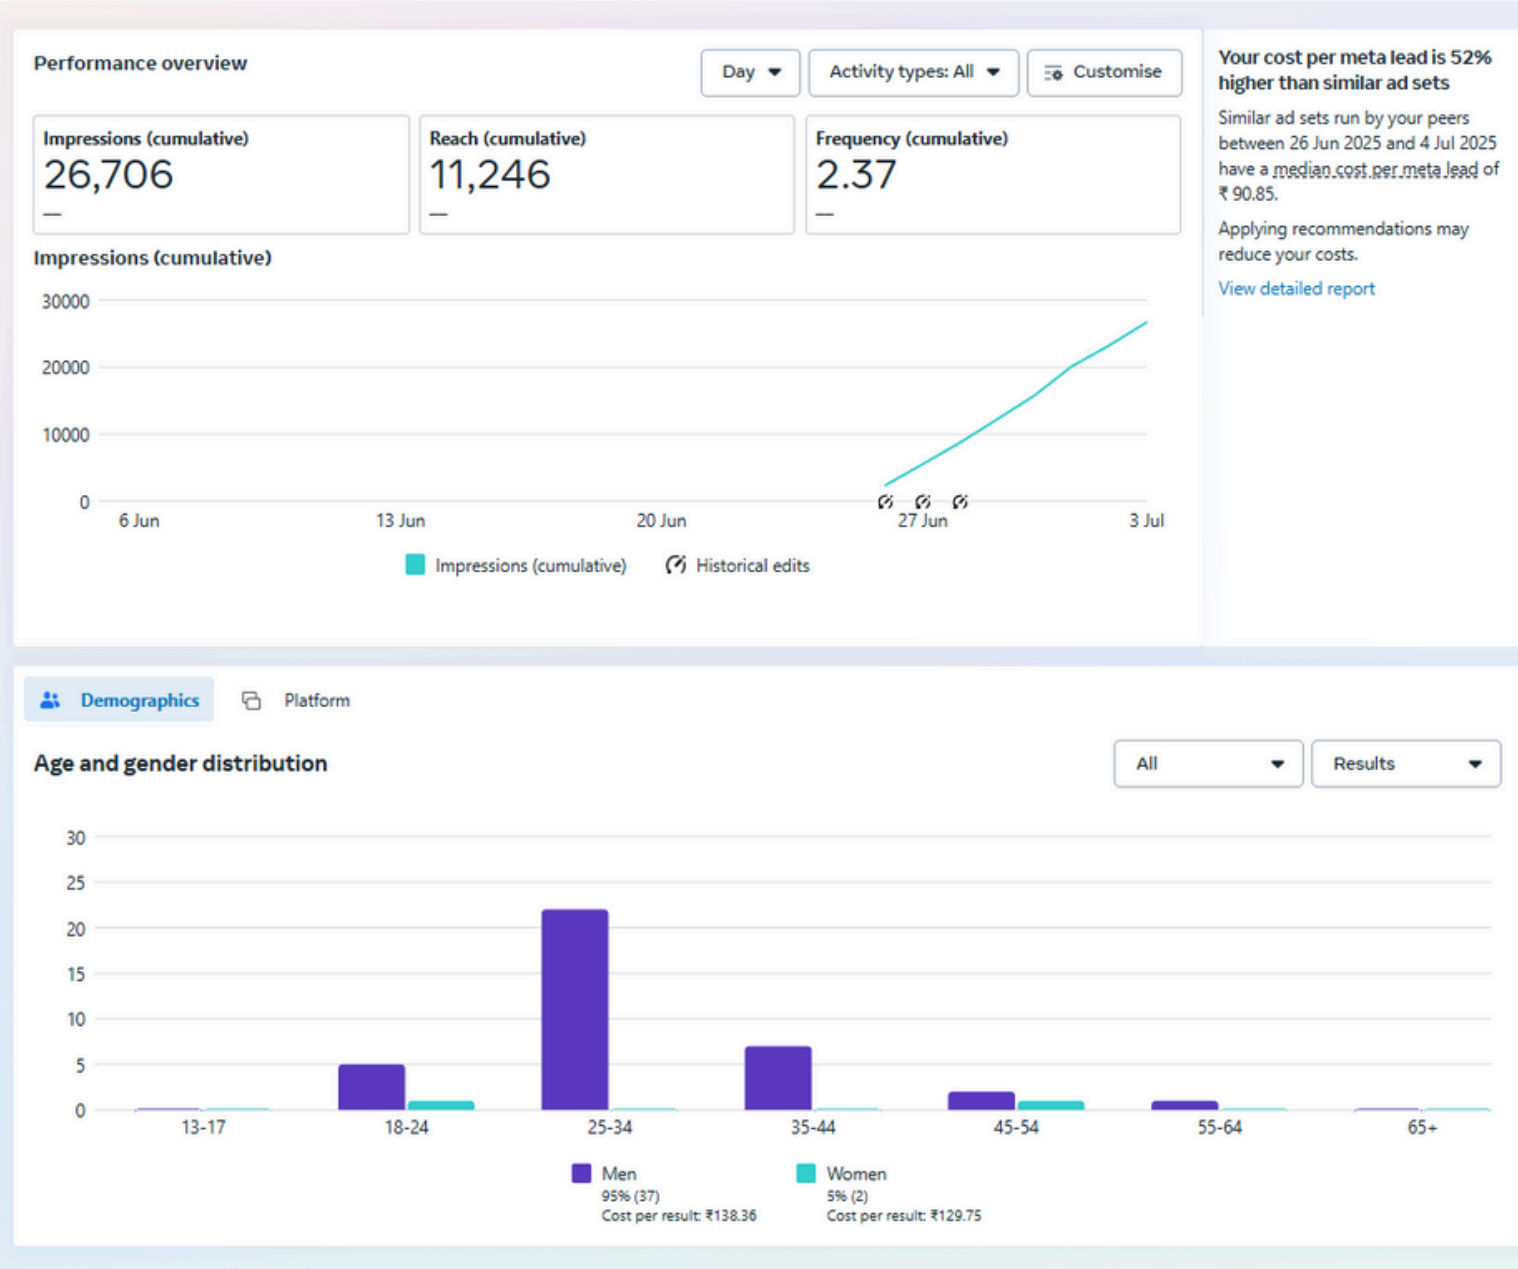 Performance overview
Day
Activity types: All
Customise
Impressions (cumulative)
26,706
—
Reach (cumulative)
11,246
—
Frequency (cumulative)
2.37
—
Impressions (cumulative)
30000
20000
10000
0
6 Jun
13 Jun
20 Jun
27 Jun
3 Jul
Impressions (cumulative)
Historical edits
Your cost per meta lead is 52%
higher than similar ad sets
Similar ad sets run by your peers
between 26 Jun 2025 and 4 Jul 2025
have a median cost per meta lead of
₹ 90.85.
Applying recommendations may
reduce your costs.
View detailed report
Demographics
Platform
Age and gender distribution
All
Results
30
25
20
15
10
5
0
13-17
18-24
25-34
35-44
45-54
55-64
65+
Men
95% (37)
Cost per result: ₹138.36
Women
5% (2)
Cost per result: ₹129.75